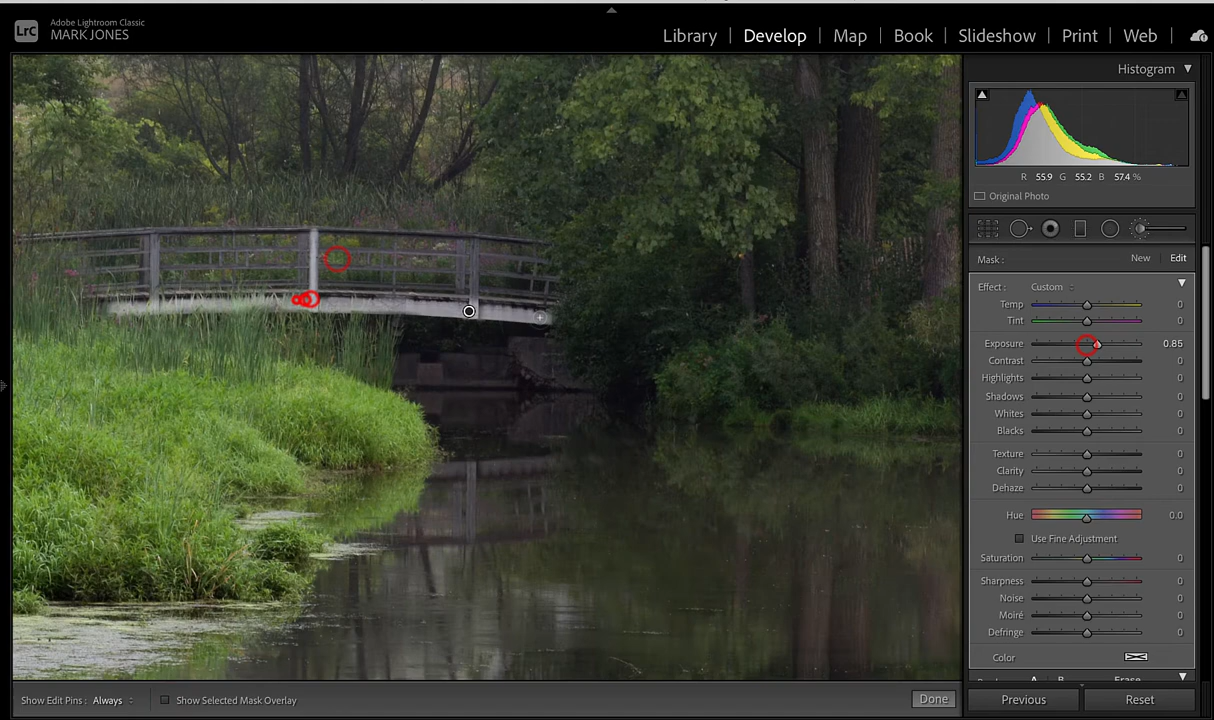 LrC
Adobe Lightroom Classic
MARK JONES
Library | Develop | Map | Book | Slideshow | Print | Web |
Histogram
R 55.9 G 55.2 B 57.4 %
Original Photo
Mask : New Edit
Effect : Custom
Temp 0
Tint 0
Exposure 0.85
Contrast 0
Highlights 0
Shadows 0
Whites 0
Blacks 0
Texture 0
Clarity 0
Dehaze 0
Hue 0.0
Use Fine Adjustment
Saturation 0
Sharpness 0
Noise 0
Moiré 0
Defringe 0
Color
A B Erase
Show Edit Pins : Always Show Selected Mask Overlay Done
Previous Reset